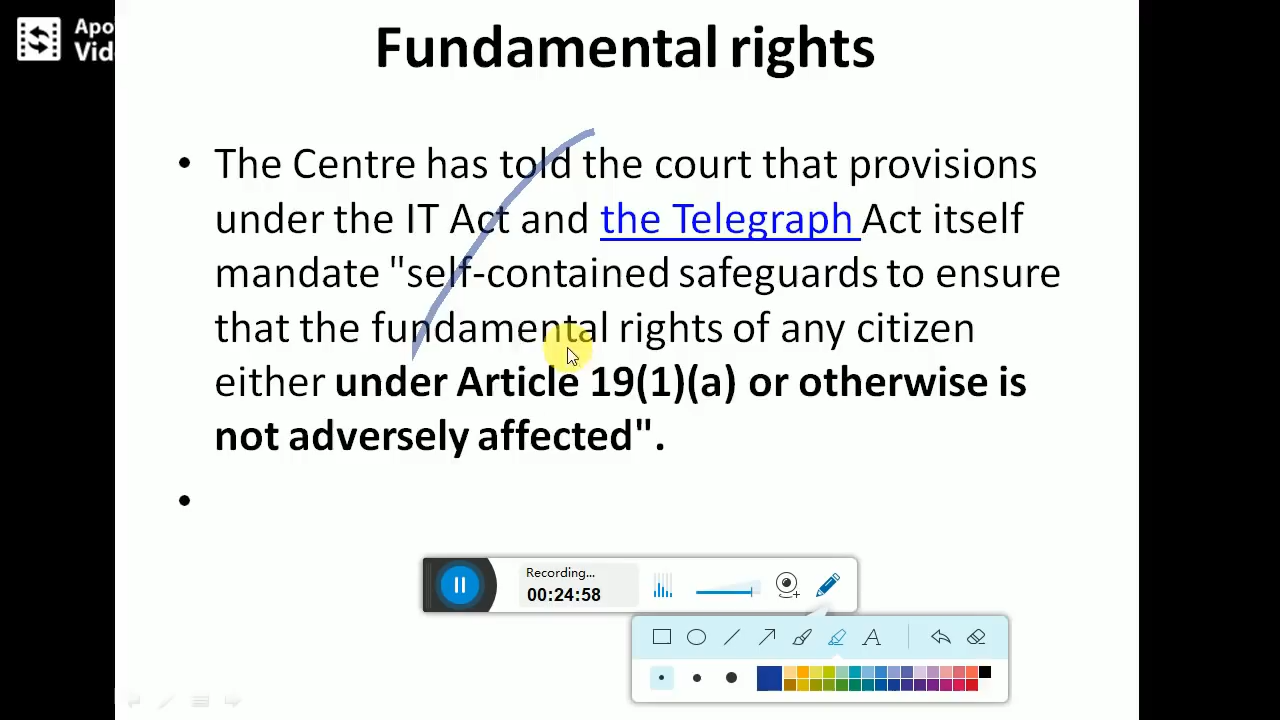 Apo
Vid
Fundamental rights
• The Centre has told the court that provisions
under the IT Act and the Telegraph Act itself
mandate "self-contained safeguards to ensure
that the fundamental rights of any citizen
either under Article 19(1)(a) or otherwise is
not adversely affected".
•
Recording...
00:24:58
A